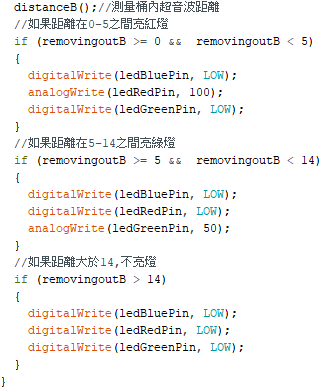 distanceB();//測量桶內超音波距離
//如果距離在0-5之間亮紅燈
if (removingoutB >= 0 &&  removingoutB < 5)
{
digitalWrite(ledBluePin, LOW);
analogWrite(ledRedPin, 100);
digitalWrite(ledGreenPin, LOW);
}
//如果距離在5-14之間亮綠燈
if (removingoutB >= 5 &&  removingoutB < 14)
{
digitalWrite(ledBluePin, LOW);
digitalWrite(ledRedPin, LOW);
analogWrite(ledGreenPin, 50);
}
//如果距離大於14,不亮燈
if (removingoutB > 14)
{
digitalWrite(ledBluePin, LOW);
digitalWrite(ledRedPin, LOW);
digitalWrite(ledGreenPin, LOW);
}
}